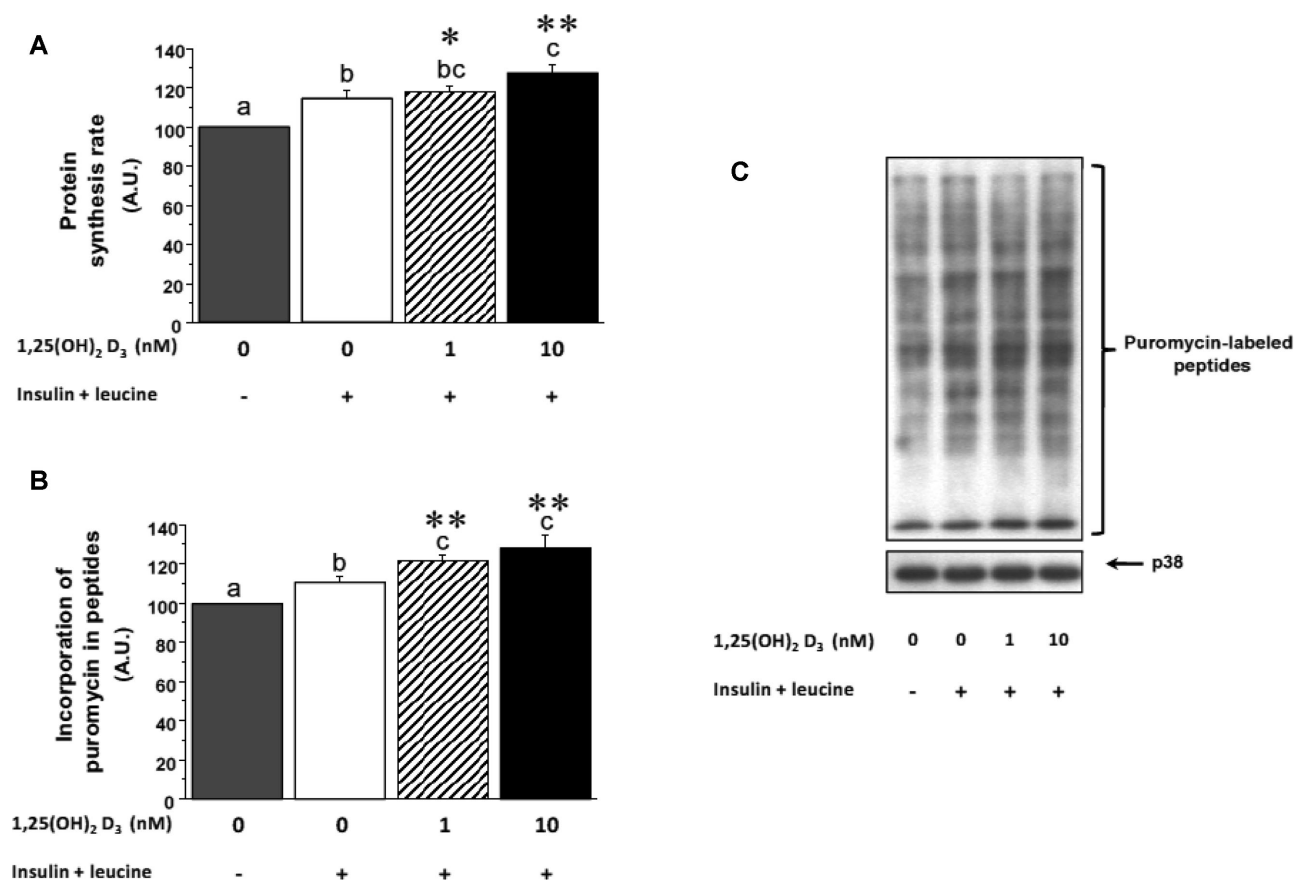 A
Protein
synthesis rate
(A.U.)
140
120
100
80
60
40
20
0
a
b
*
bc
**
c
1,25(OH)₂ D₃ (nM) 0 0 1 10
Insulin + leucine - + + +
B
Incorporation of
puromycin in peptides
(A.U.)
140
120
100
80
60
40
20
0
a
b
**
c
**
c
1,25(OH)₂ D₃ (nM) 0 0 1 10
Insulin + leucine - + + +
C
Puromycin-labeled
peptides
p38
1,25(OH)₂ D₃ (nM) 0 0 1 10
Insulin + leucine - + + +